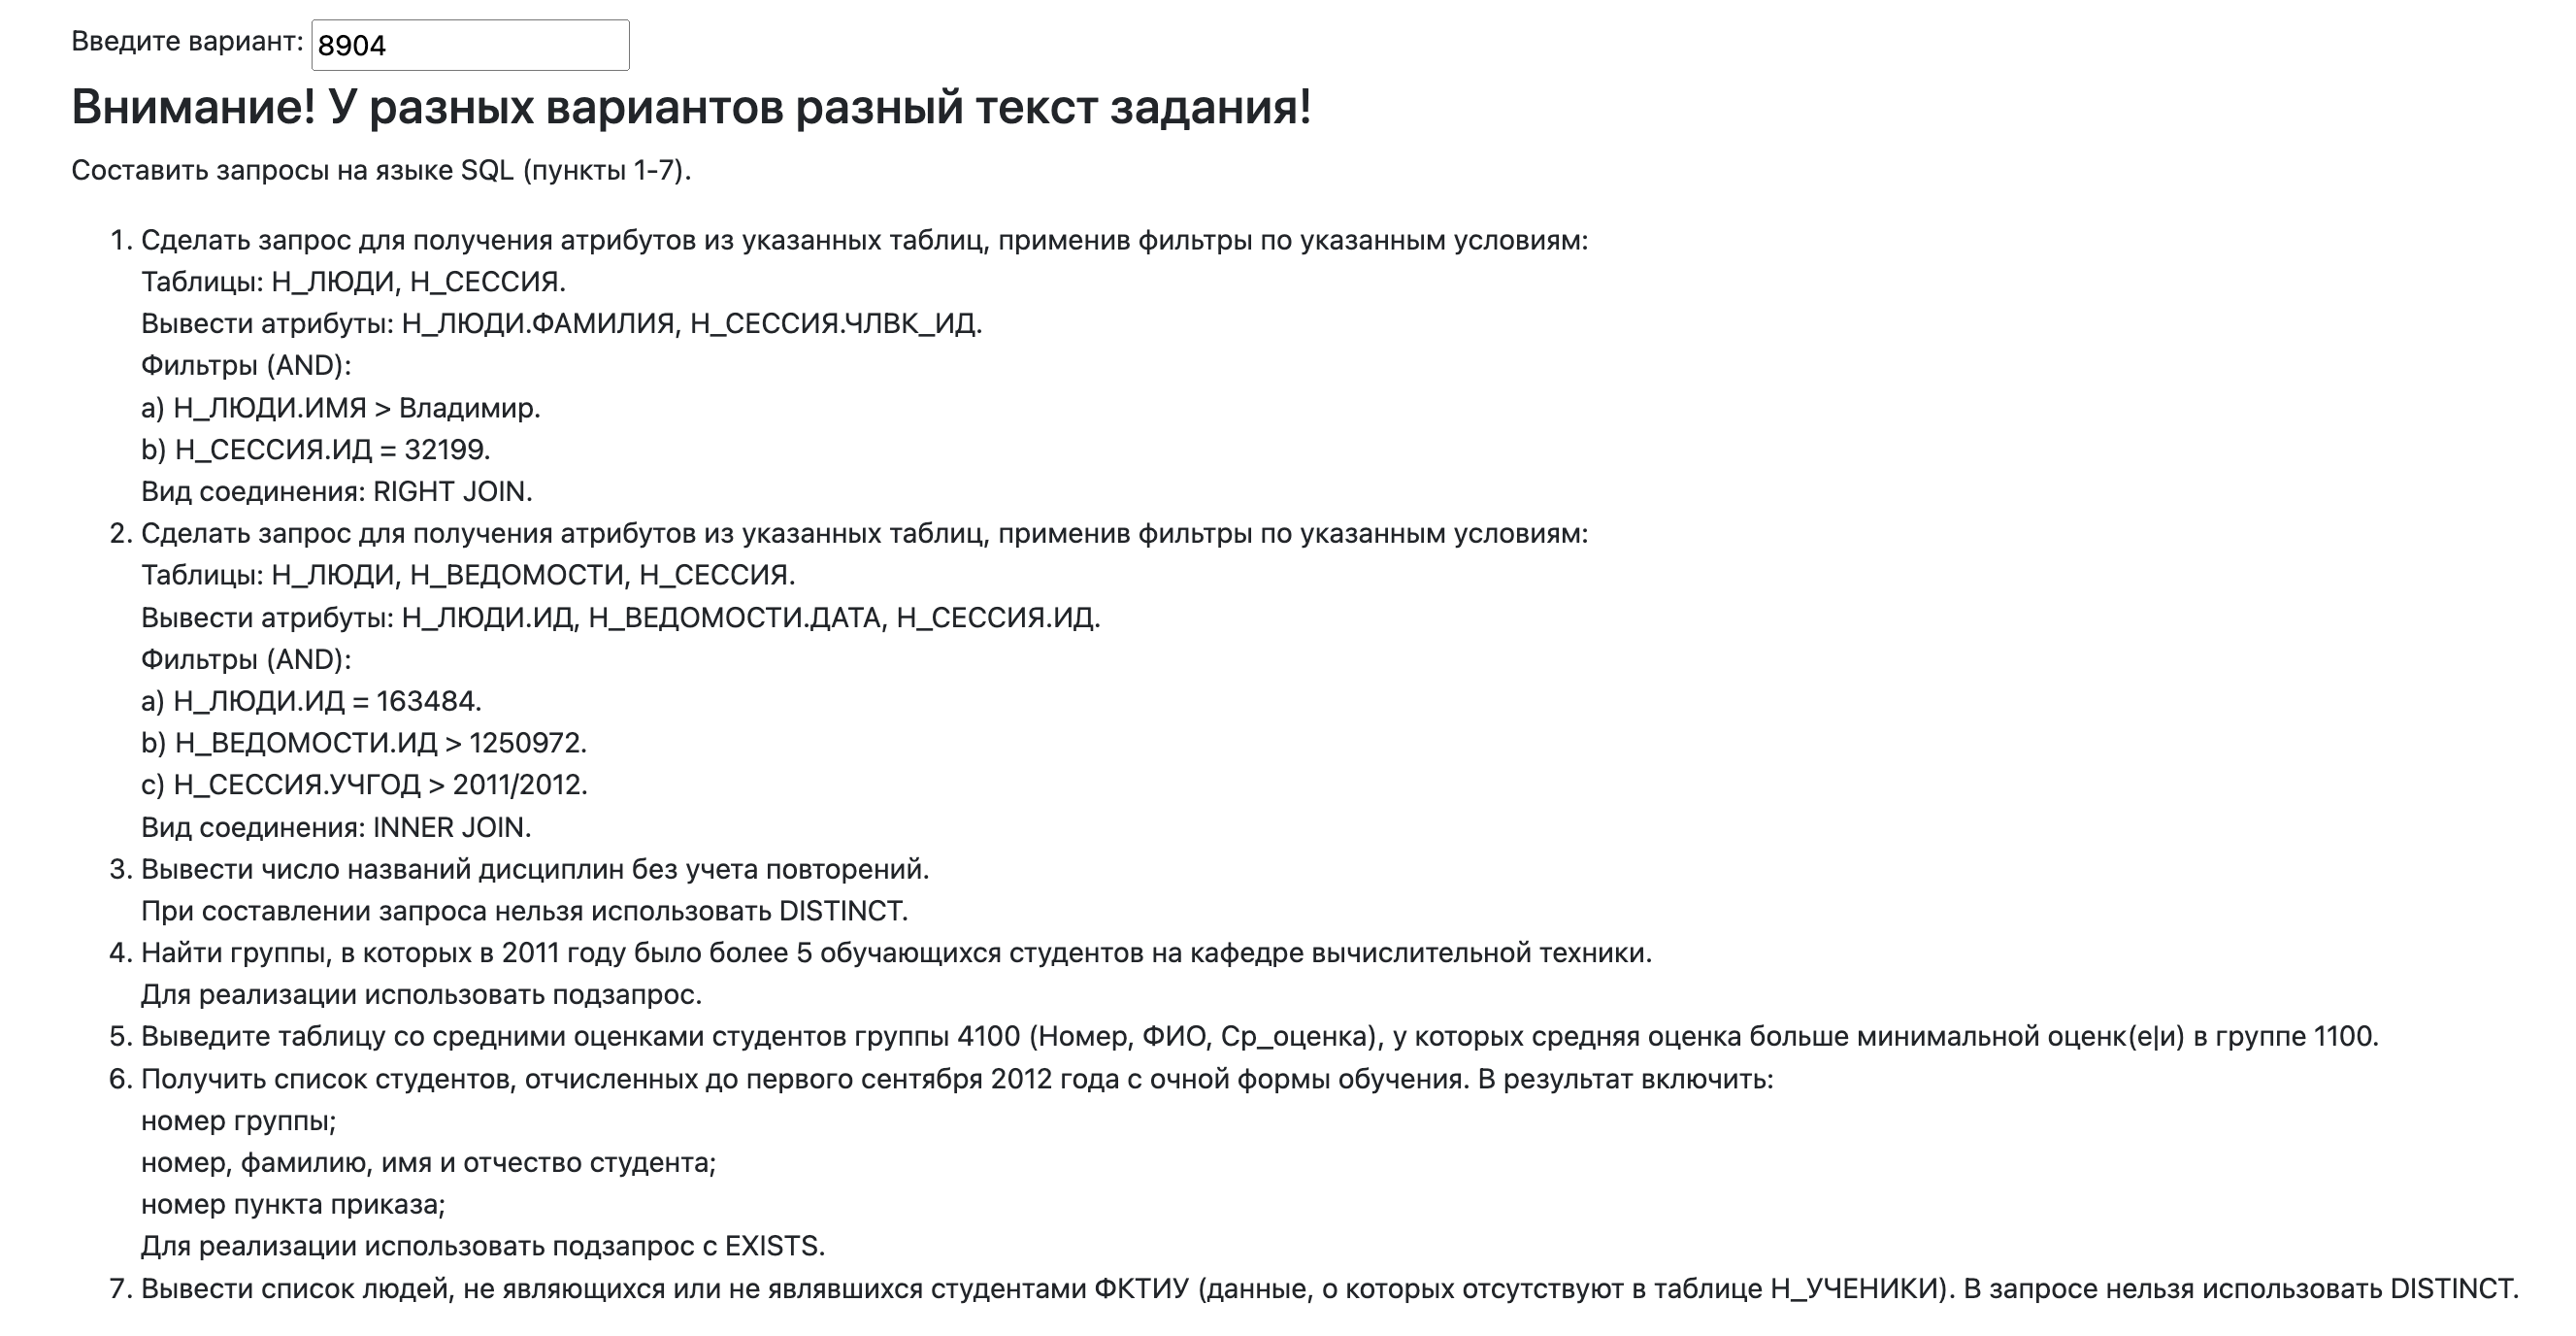 Введите вариант: 8904
Внимание! У разных вариантов разный текст задания!
Составить запросы на языке SQL (пункты 1-7).
1. Сделать запрос для получения атрибутов из указанных таблиц, применив фильтры по указанным условиям:
Таблицы: Н_ЛЮДИ, Н_СЕССИЯ.
Вывести атрибуты: Н_ЛЮДИ.ФАМИЛИЯ, Н_СЕССИЯ.ЧЛВК_ИД.
Фильтры (AND):
a) Н_ЛЮДИ.ИМЯ > Владимир.
b) Н_СЕССИЯ.ИД = 32199.
Вид соединения: RIGHT JOIN.
2. Сделать запрос для получения атрибутов из указанных таблиц, применив фильтры по указанным условиям:
Таблицы: Н_ЛЮДИ, Н_ВЕДОМОСТИ, Н_СЕССИЯ.
Вывести атрибуты: Н_ЛЮДИ.ИД, Н_ВЕДОМОСТИ.ДАТА, Н_СЕССИЯ.ИД.
Фильтры (AND):
a) Н_ЛЮДИ.ИД = 163484.
b) Н_ВЕДОМОСТИ.ИД > 1250972.
c) Н_СЕССИЯ.УЧГОД > 2011/2012.
Вид соединения: INNER JOIN.
3. Вывести число названий дисциплин без учета повторений.
При составлении запроса нельзя использовать DISTINCT.
4. Найти группы, в которых в 2011 году было более 5 обучающихся студентов на кафедре вычислительной техники.
Для реализации использовать подзапрос.
5. Выведите таблицу со средними оценками студентов группы 4100 (Номер, ФИО, Ср_оценка), у которых средняя оценка больше минимальной оценк(е|и) в группе 1100.
6. Получить список студентов, отчисленных до первого сентября 2012 года с очной формы обучения. В результат включить:
номер группы;
номер, фамилию, имя и отчество студента;
номер пункта приказа;
Для реализации использовать подзапрос с EXISTS.
7. Вывести список людей, не являющихся или не являвшихся студентами ФКТИУ (данные, о которых отсутствуют в таблице Н_УЧЕНИКИ). В запросе нельзя использовать DISTINCT.